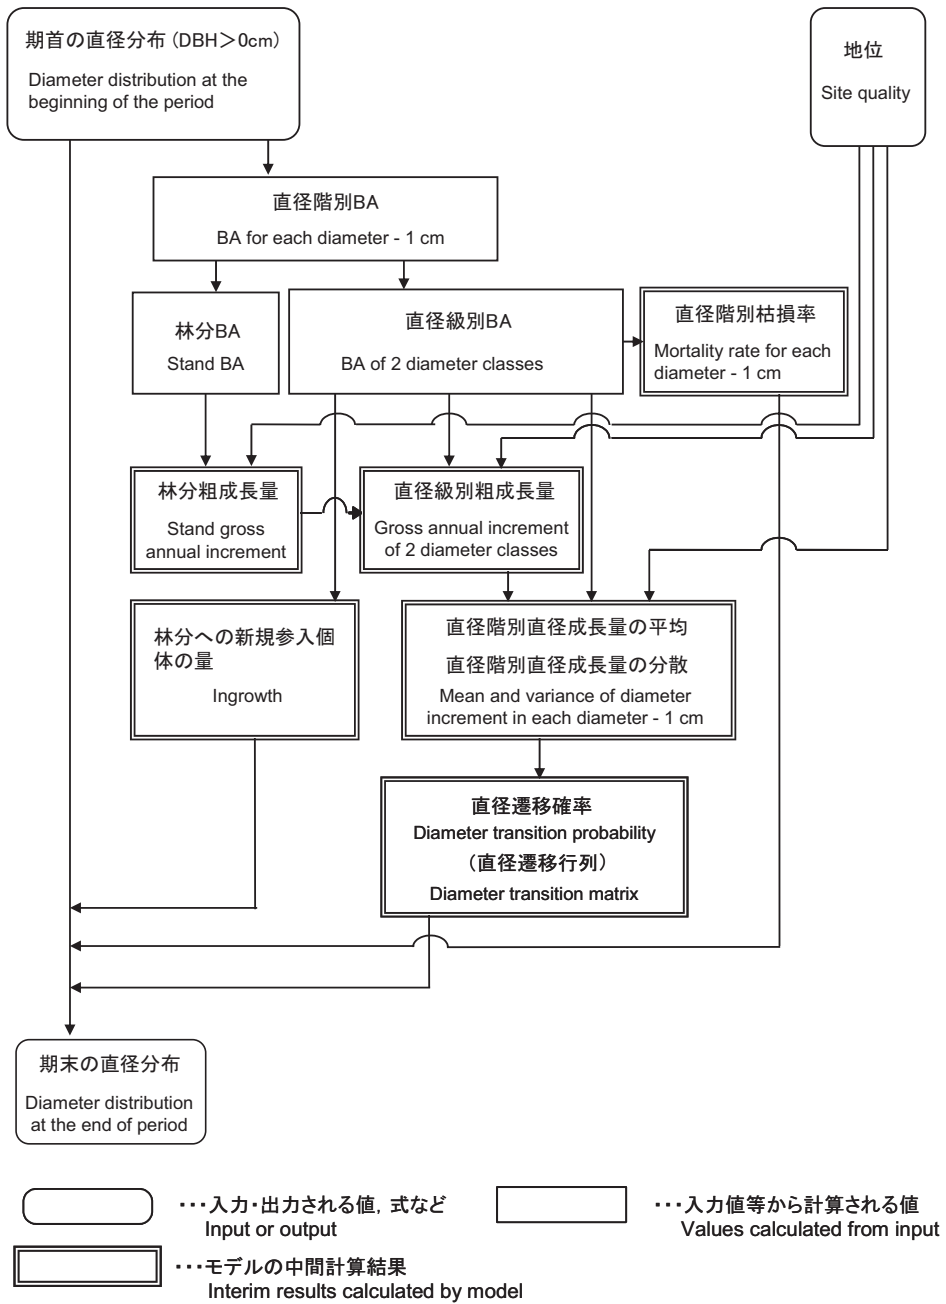 期首の直径分布 (DBH>0cm)
Diameter distribution at the
beginning of the period
地位
Site quality
直径階別BA
BA for each diameter - 1 cm
林分BA
Stand BA
直径級別BA
BA of 2 diameter classes
直径階別枯損率
Mortality rate for each
diameter - 1 cm
林分粗成長量
Stand gross
annual increment
直径級別粗成長量
Gross annual increment
of 2 diameter classes
林分への新規参入個
体の量
Ingrowth
直径階別直径成長量の平均
直径階別直径成長量の分散
Mean and variance of diameter
increment in each diameter - 1 cm
直径遷移確率
Diameter transition probability
(直径遷移行列)
Diameter transition matrix
期末の直径分布
Diameter distribution
at the end of period
･･･入力・出力される値，式など
Input or output
･･･入力値等から計算される値
Values calculated from input
･･･モデルの中間計算結果
Interim results calculated by model